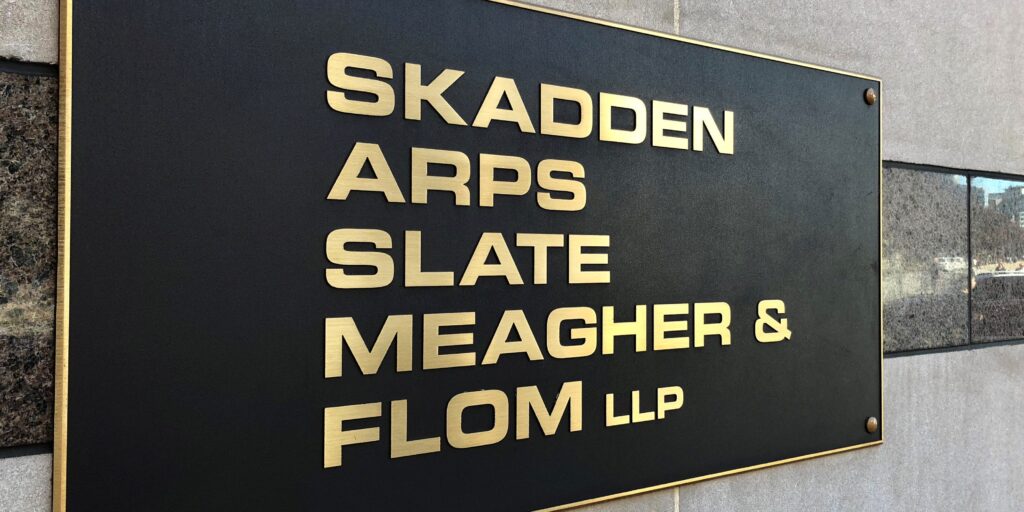 SKADDEN
ARPS
SLATE
MEAGHER &
FLOM LLP